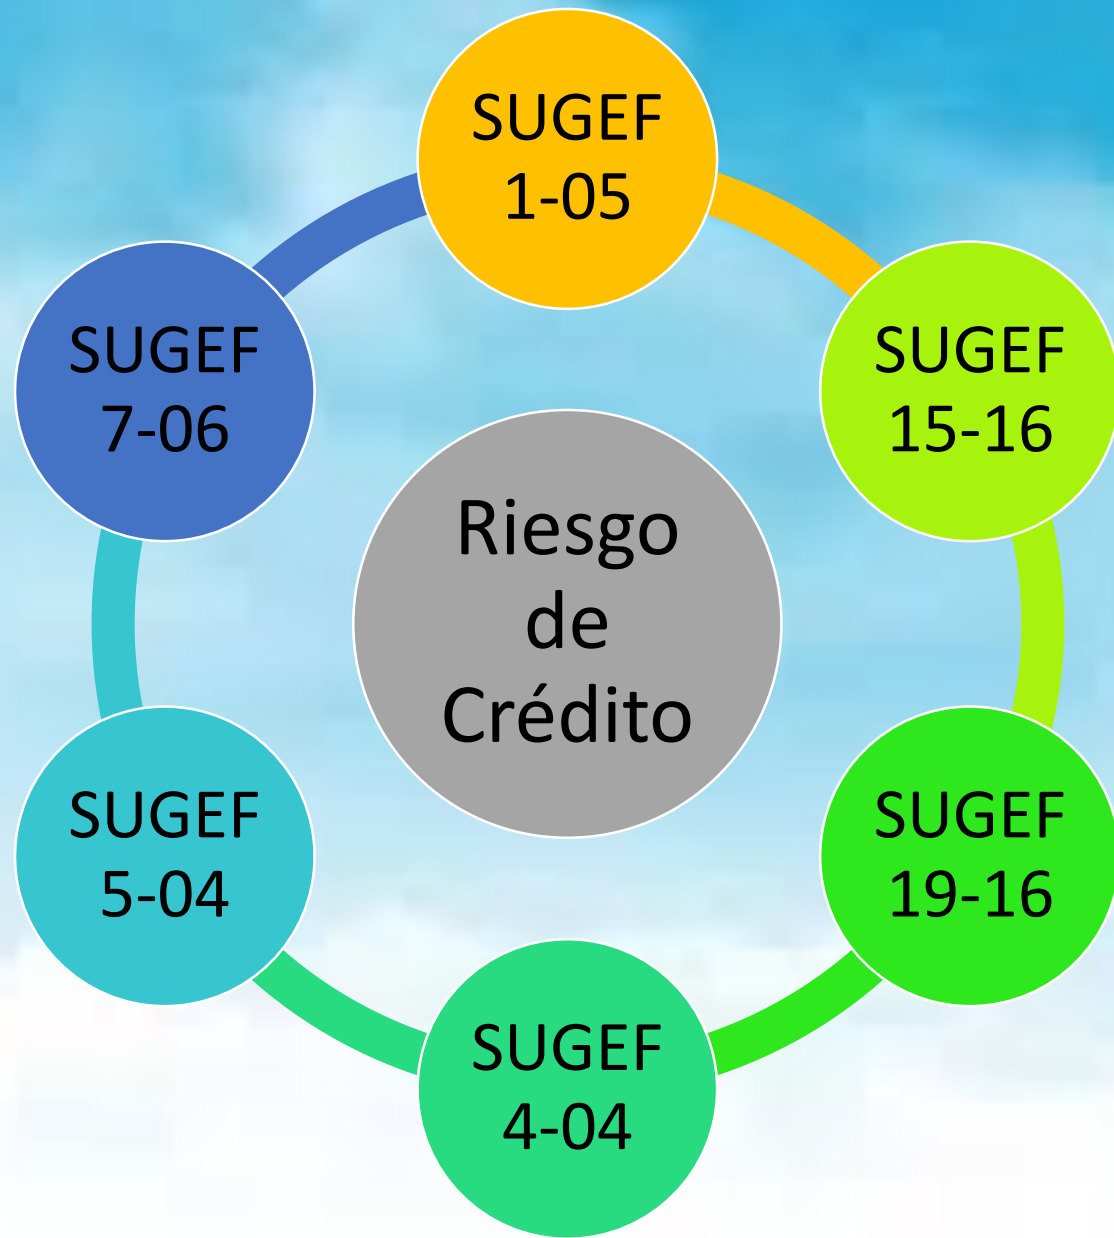 SUGEF
1-05
SUGEF
15-16
SUGEF
19-16
SUGEF
4-04
SUGEF
5-04
SUGEF
7-06
Riesgo
de
Crédito